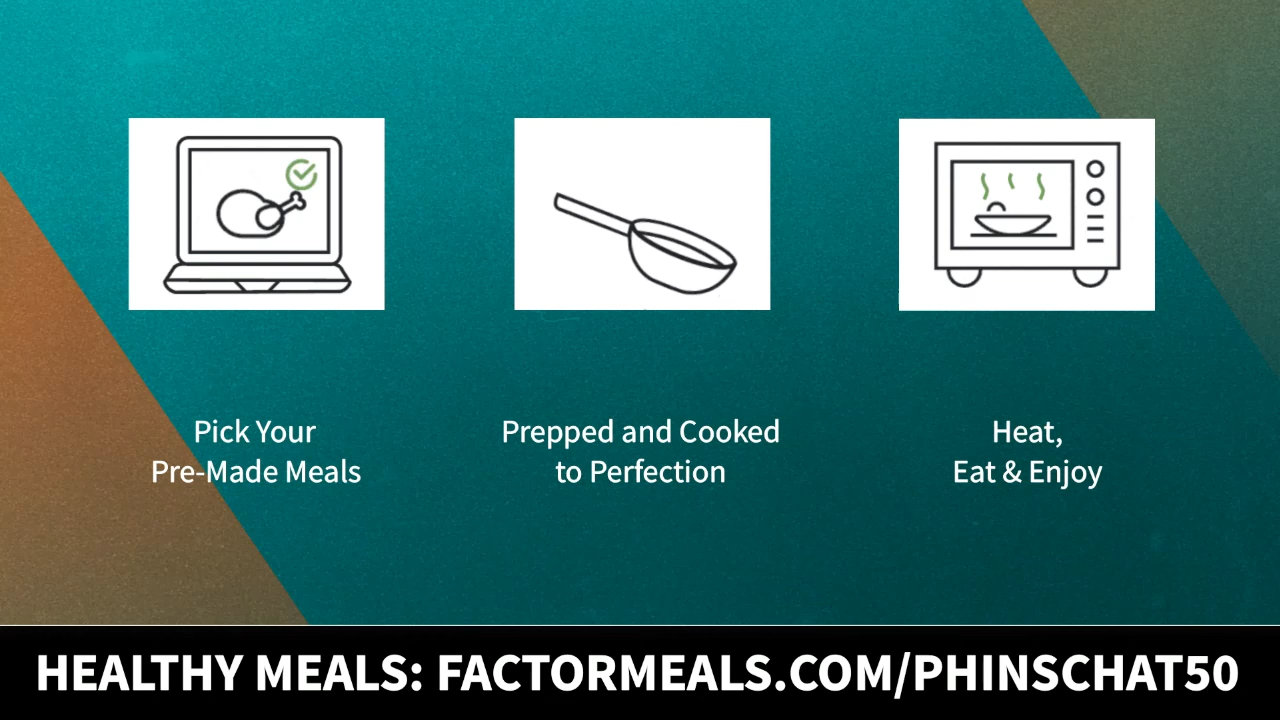 Pick Your
Pre-Made Meals
Prepped and Cooked
to Perfection
Heat,
Eat & Enjoy
HEALTHY MEALS: FACTORMEALS.COM/PHINSCHAT50